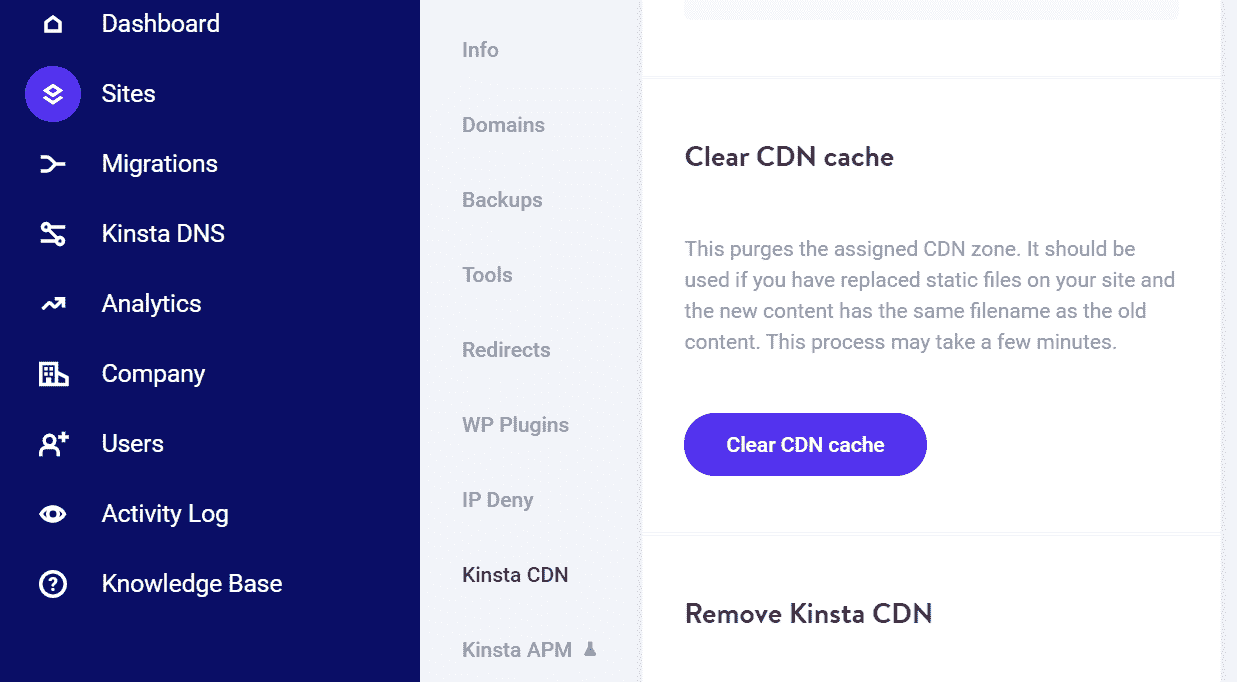 Dashboard
Sites
Migrations
Kinsta DNS
Analytics
Company
Users
Activity Log
Knowledge Base
Info
Domains
Backups
Tools
Redirects
WP Plugins
IP Deny
Kinsta CDN
Kinsta APM
Clear CDN cache
This purges the assigned CDN zone. It should be
used if you have replaced static files on your site and
the new content has the same filename as the old
content. This process may take a few minutes.
Clear CDN cache
Remove Kinsta CDN